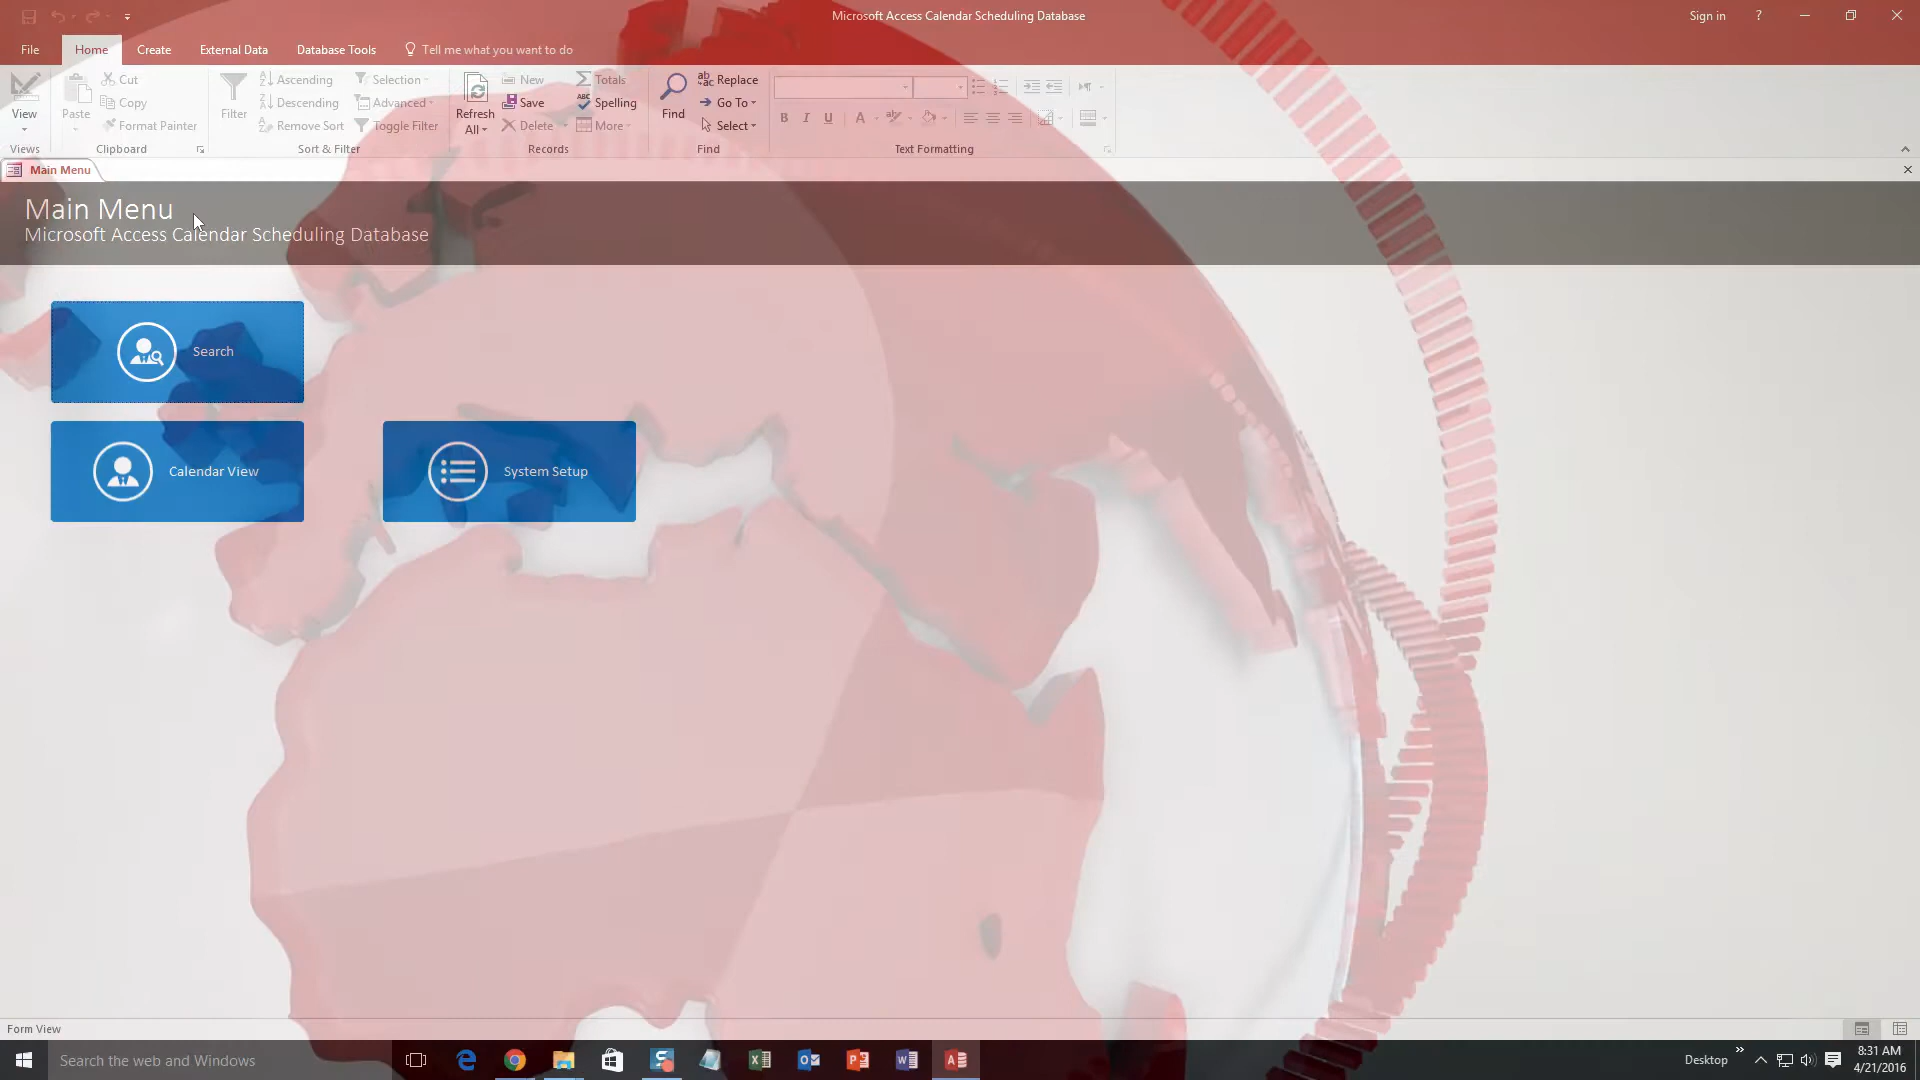 Microsoft Access Calendar Scheduling Database
Sign in
?
File
Home
Create
External Data
Database Tools
Tell me what you want to do
View
Views
Paste
Cut
Copy
Format Painter
Clipboard
Filter
Ascending
Descending
Remove Sort
Selection
Advanced
Toggle Filter
Sort & Filter
Refresh
All
New
Save
Delete
Totals
Spelling
More
Records
Find
Replace
Go To
Select
Find
B I U A
Text Formatting
Main Menu
Main Menu
Microsoft Access Calendar Scheduling Database
Search
Calendar View
System Setup
Form View
Search the web and Windows
Desktop
8:31 AM
4/21/2016